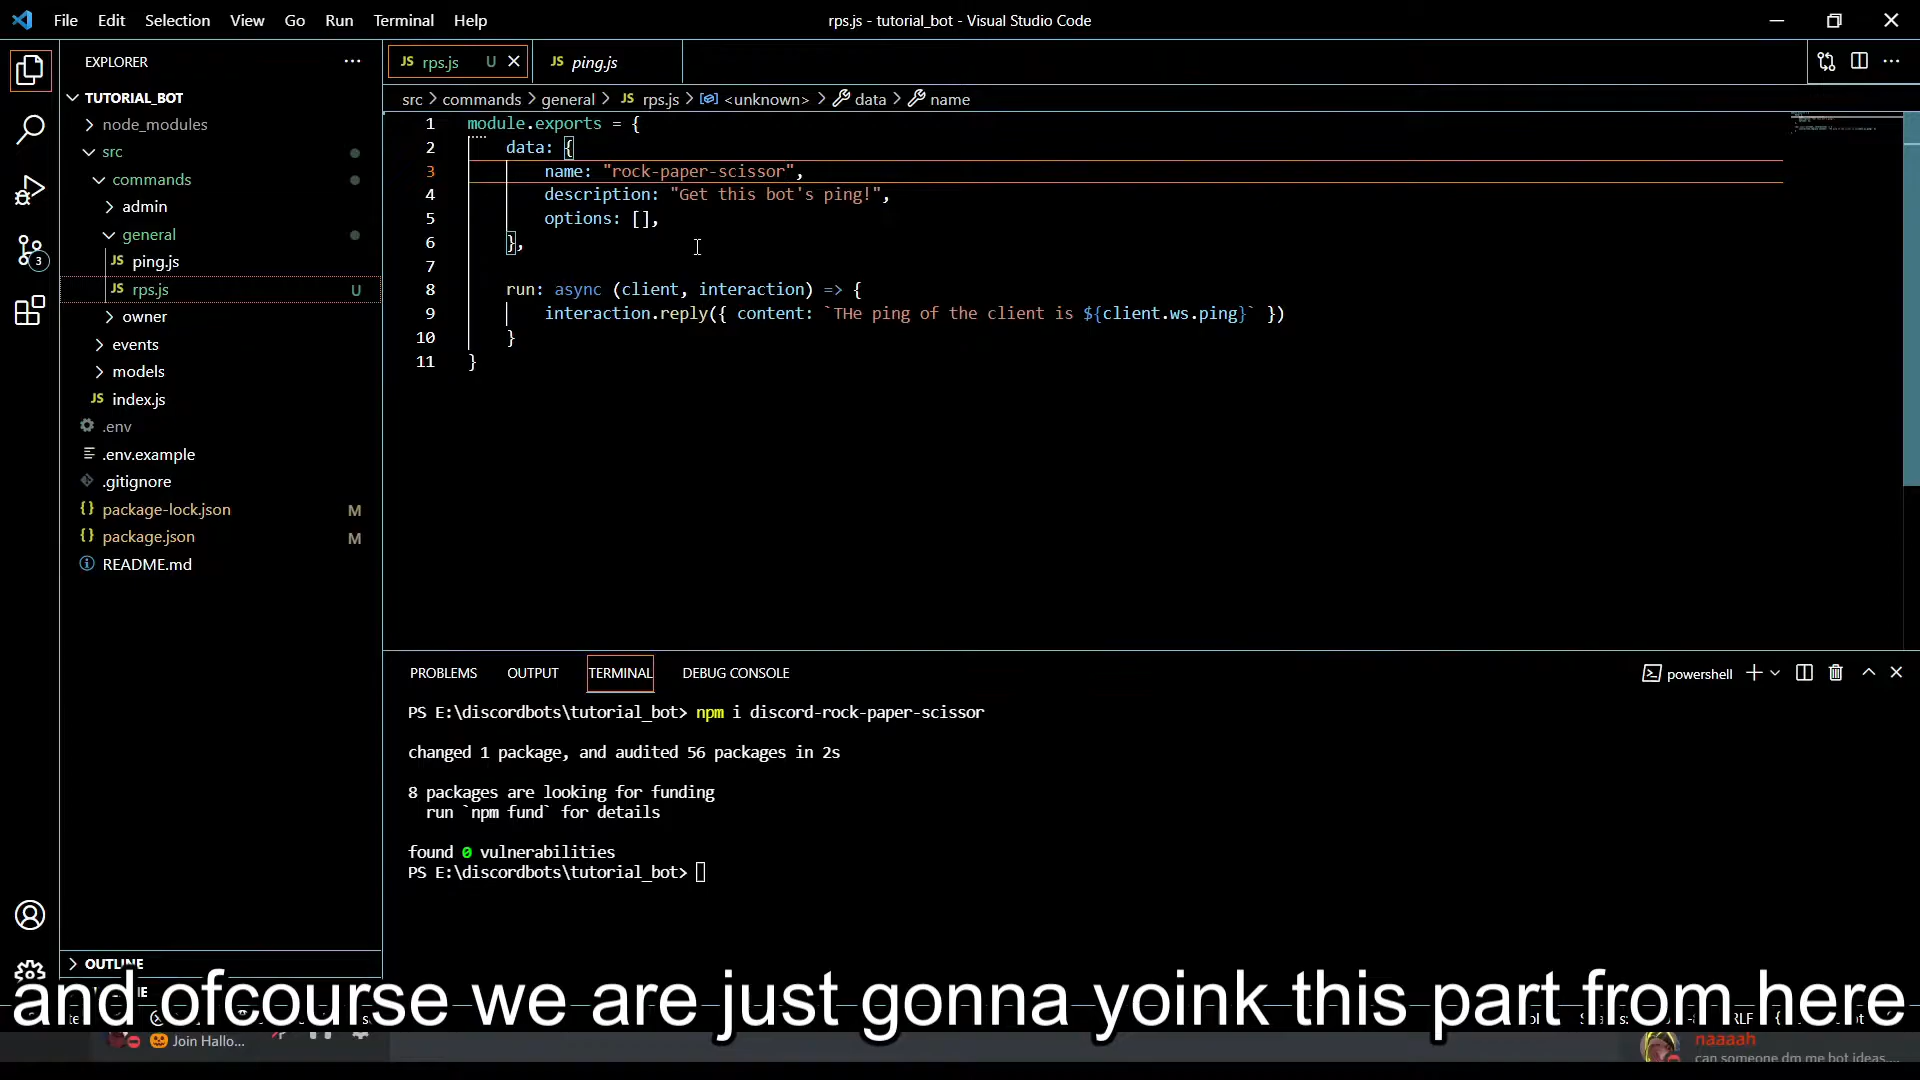 File Edit Selection View Go Run Terminal Help
rps.js - tutorial_bot - Visual Studio Code
EXPLORER
JS rps.js U
JS ping.js
TUTORIAL_BOT
src > commands > general > JS rps.js > <unknown> > data > name
node_modules
src
commands
admin
general
JS ping.js
JS rps.js U
owner
events
models
JS index.js
.env
.env.example
.gitignore
{} package-lock.json M
{} package.json M
README.md
3
1 module.exports = {
2 data: {
3 name: "rock-paper-scissor",
4 description: "Get this bot's ping!",
5 options: [],
6 },
7
8 run: async (client, interaction) => {
9 interaction.reply({ content: `THe ping of the client is ${client.ws.ping}` })
10 }
11 }
PROBLEMS OUTPUT TERMINAL DEBUG CONSOLE
powershell
PS E:\discordbots\tutorial_bot> npm i discord-rock-paper-scissor
changed 1 package, and audited 56 packages in 2s
8 packages are looking for funding
run `npm fund` for details
found 0 vulnerabilities
PS E:\discordbots\tutorial_bot>
OUTLINE
and ofcourse we are just gonna yoink this part from here
Join Hallo...
naaaah
can someone dm me bot ideas....